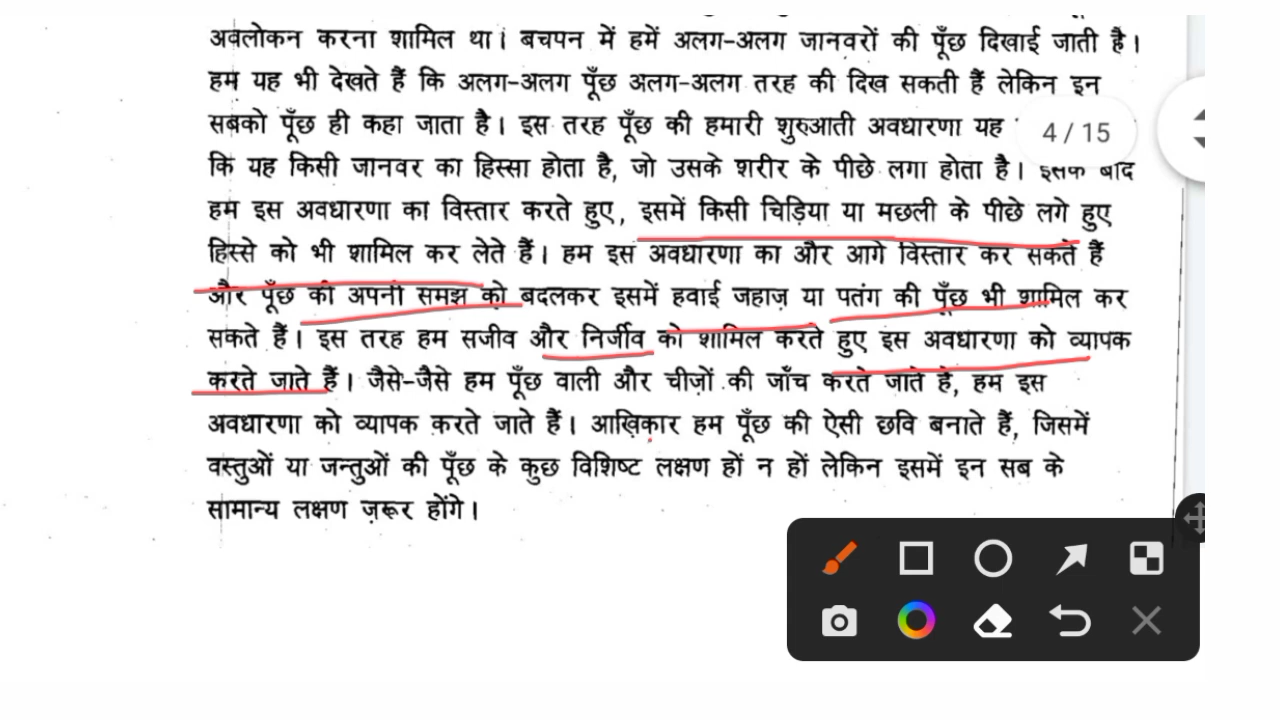 अवलोकन करना शामिल था। बचपन में हमें अलग-अलग जानवरों की पूँछ दिखाई जाती है।
हम यह भी देखते हैं कि अलग-अलग पूँछ अलग-अलग तरह की दिख सकती हैं लेकिन इन
सबको पूँछ ही कहा जाता है। इस तरह पूँछ की हमारी शुरुआती अवधारणा यह
4 / 15
कि यह किसी जानवर का हिस्सा होता है, जो उसके शरीर के पीछे लगा होता है। इसके बाद
हम इस अवधारणा का विस्तार करते हुए, इसमें किसी चिड़िया या मछली के पीछे लगे हुए
हिस्से को भी शामिल कर लेते हैं। हम इस अवधारणा का और आगे विस्तार कर सकते हैं
और पूँछ की अपनी समझ को बदलकर इसमें हवाई जहाज़ या पतंग की पूँछ भी शामिल कर
सकते हैं। इस तरह हम सजीव और निर्जीव को शामिल करते हुए इस अवधारणा को व्यापक
करते जाते हैं। जैसे-जैसे हम पूँछ वाली और चीज़ों की जाँच करते जाते हैं, हम इस
अवधारणा को व्यापक करते जाते हैं। आख़िकार हम पूँछ की ऐसी छवि बनाते हैं, जिसमें
वस्तुओं या जन्तुओं की पूँछ के कुछ विशिष्ट लक्षण हों न हों लेकिन इसमें इन सब के
सामान्य लक्षण ज़रूर होंगे।